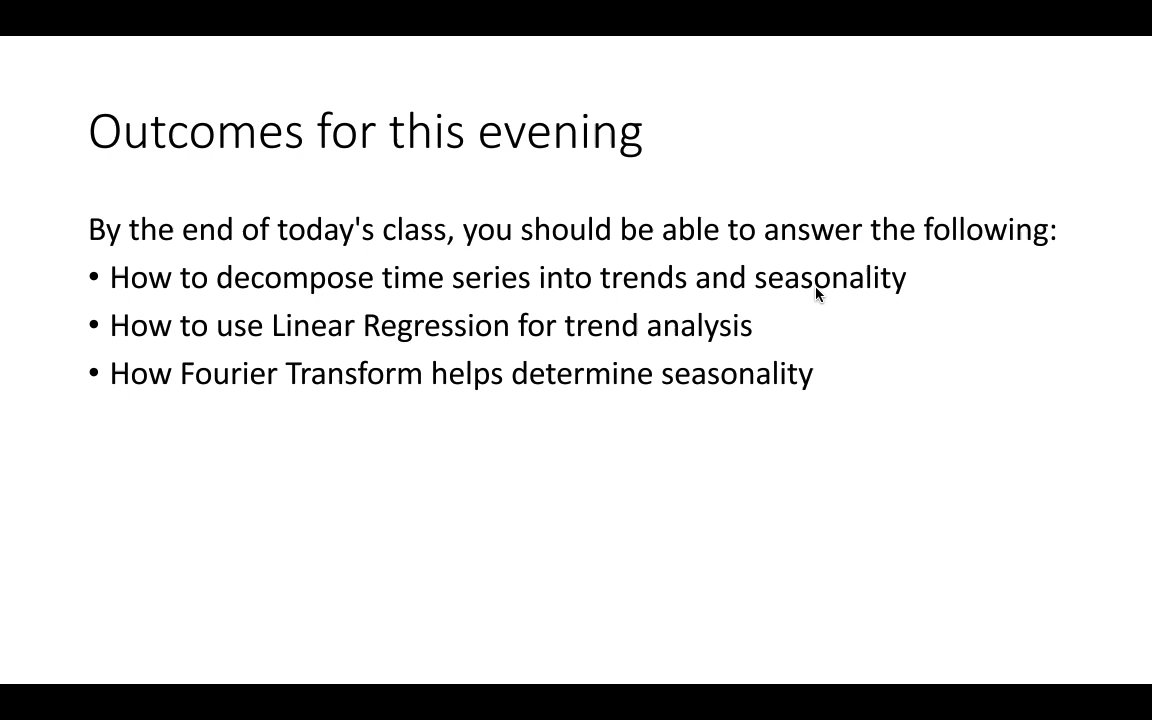 Outcomes for this evening
By the end of today's class, you should be able to answer the following:
• How to decompose time series into trends and seasonality
• How to use Linear Regression for trend analysis
• How Fourier Transform helps determine seasonality